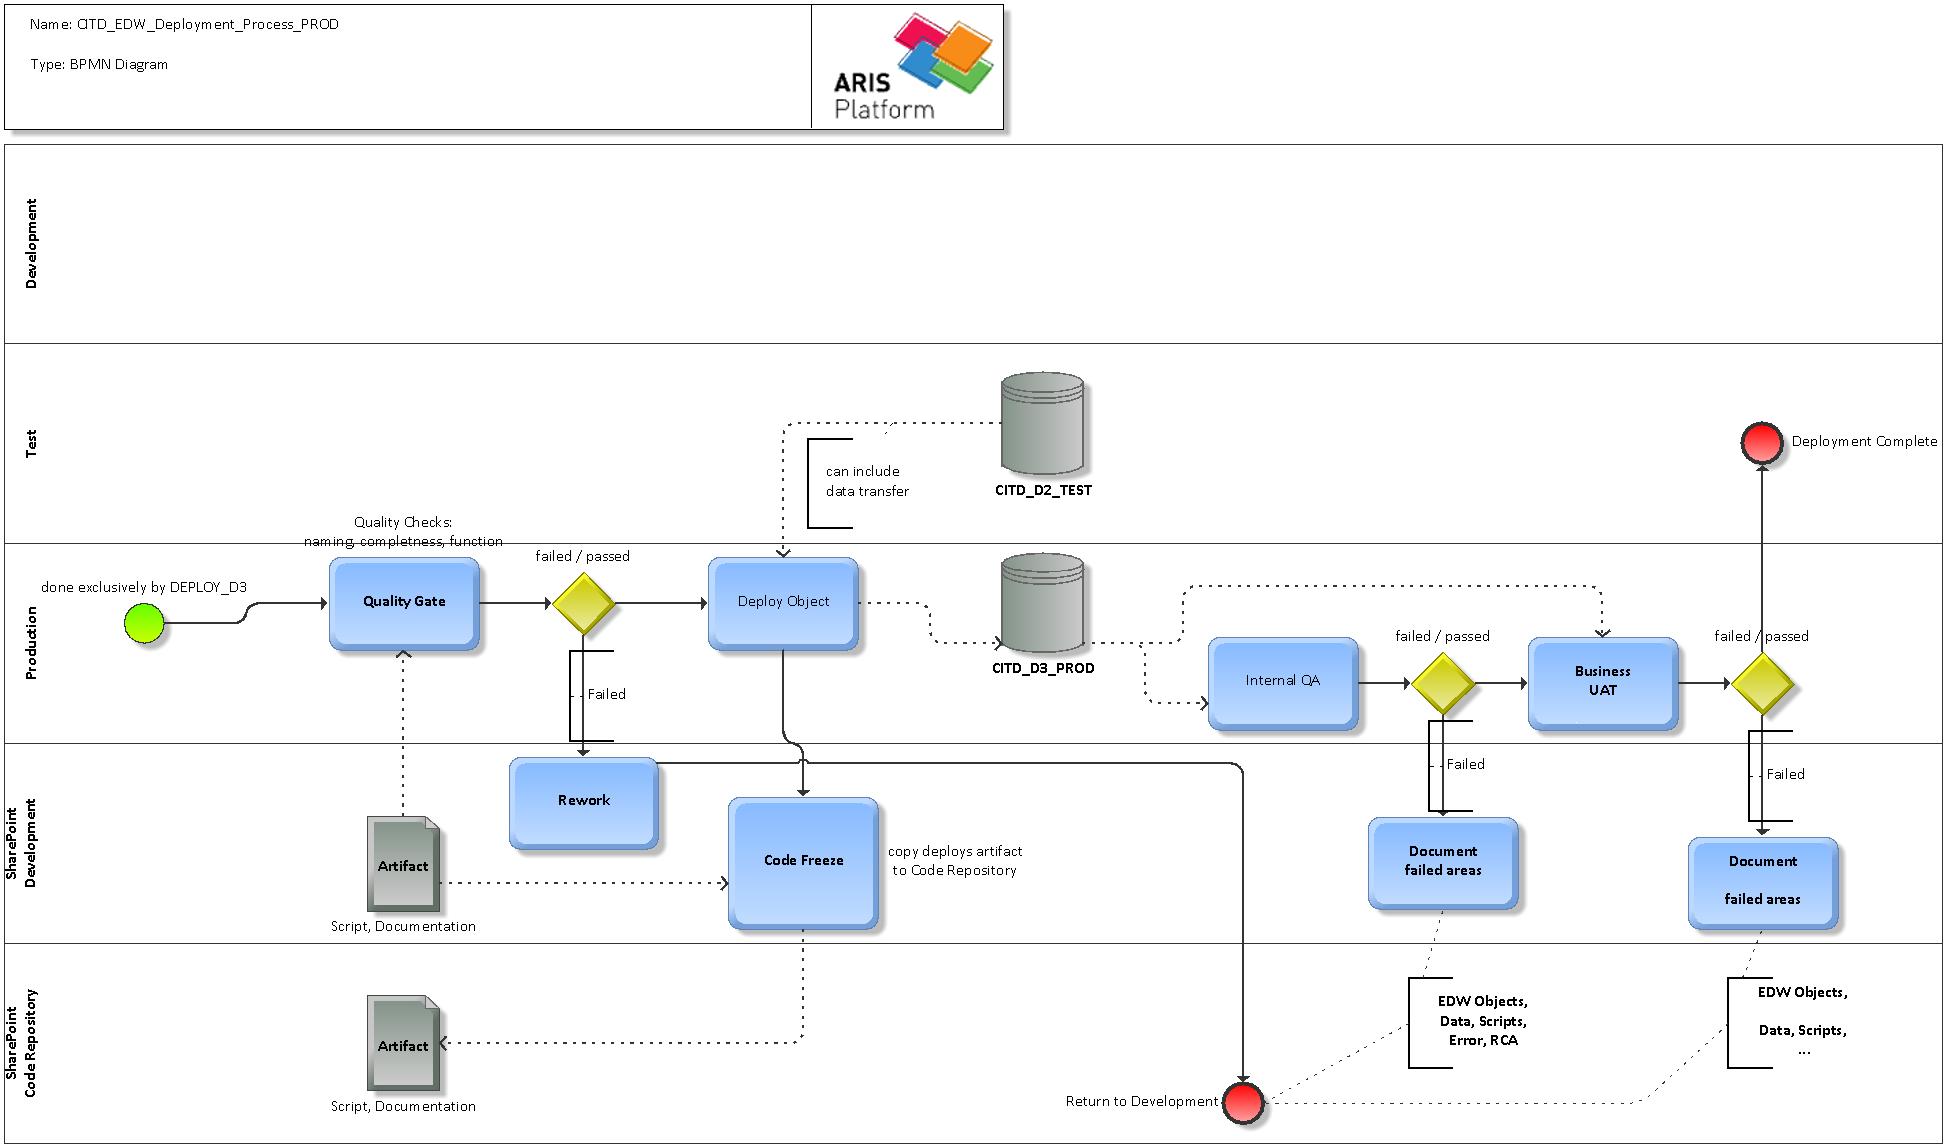 Name: CITD_EDW_Deployment_Process_PROD
Type: BPMN Diagram
ARIS
Platform
Development
Test
CITD_D2_TEST
can include
data transfer
Deployment Complete
Production
Quality Checks:
naming, completness, function
done exclusively by DEPLOY_D3
Quality Gate
failed / passed
Failed
Deploy Object
CITD_D3_PROD
Internal QA
failed / passed
Failed
Business
UAT
failed / passed
Failed
SharePoint
Development
Artifact
Script, Documentation
Rework
Code Freeze
copy deploys artifact
to Code Repository
Document
failed areas
Document
failed areas
SharePoint
Code Repository
Artifact
Script, Documentation
Return to Development
EDW Objects,
Data, Scripts,
Error, RCA
EDW Objects,
Data, Scripts,
...